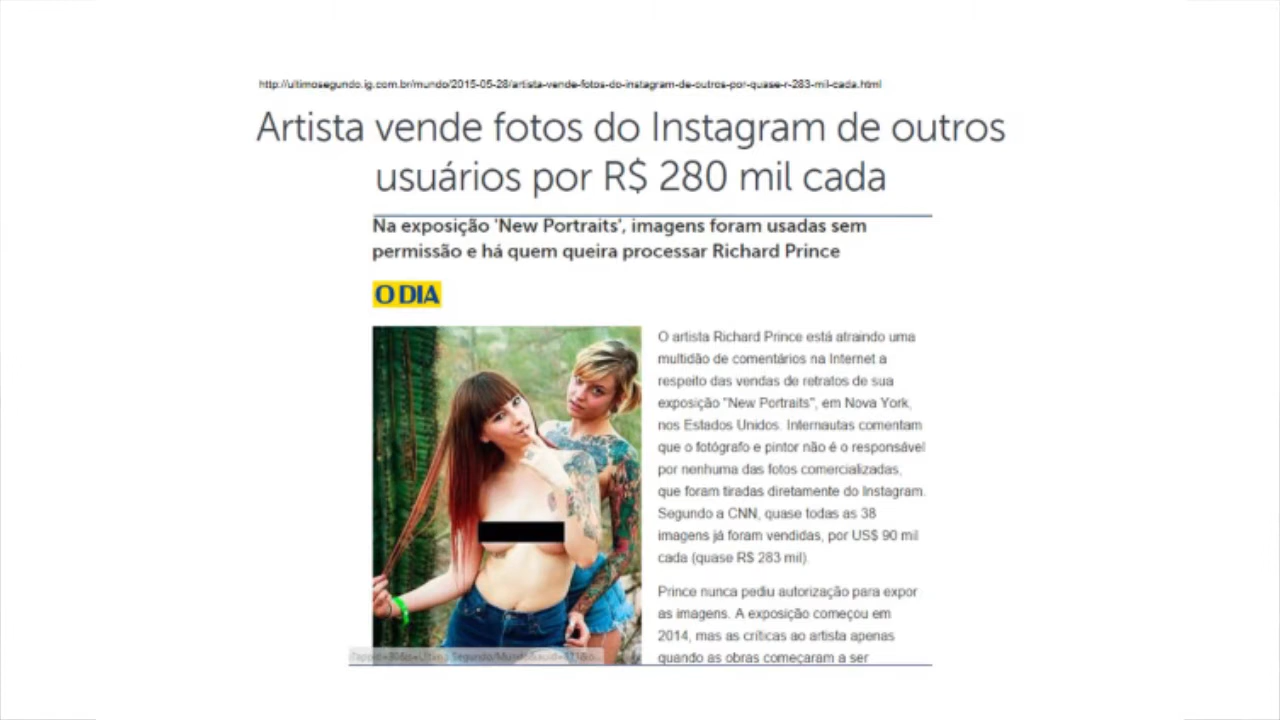 http://ultimosegundo.ig.com.br/mundo/2015-05-28/artista-vende-fotos-do-instagram-de-outros-por-quase-r-283-mil-cada.html
Artista vende fotos do Instagram de outros
usuários por R$ 280 mil cada
Na exposição 'New Portraits', imagens foram usadas sem
permissão e há quem queira processar Richard Prince
O DIA
O artista Richard Prince está atraindo uma
multidão de comentários na Internet a
respeito das vendas de retratos de sua
exposição "New Portraits", em Nova York,
nos Estados Unidos. Internautas comentam
que o fotógrafo e pintor não é o responsável
por nenhuma das fotos comercializadas,
que foram tiradas diretamente do Instagram.
Segundo a CNN, quase todas as 38
imagens já foram vendidas, por US$ 90 mil
cada (quase R$ 283 mil).
Prince nunca pediu autorização para expor
as imagens. A exposição começou em
2014, mas as críticas ao artista apenas
quando as obras começaram a ser